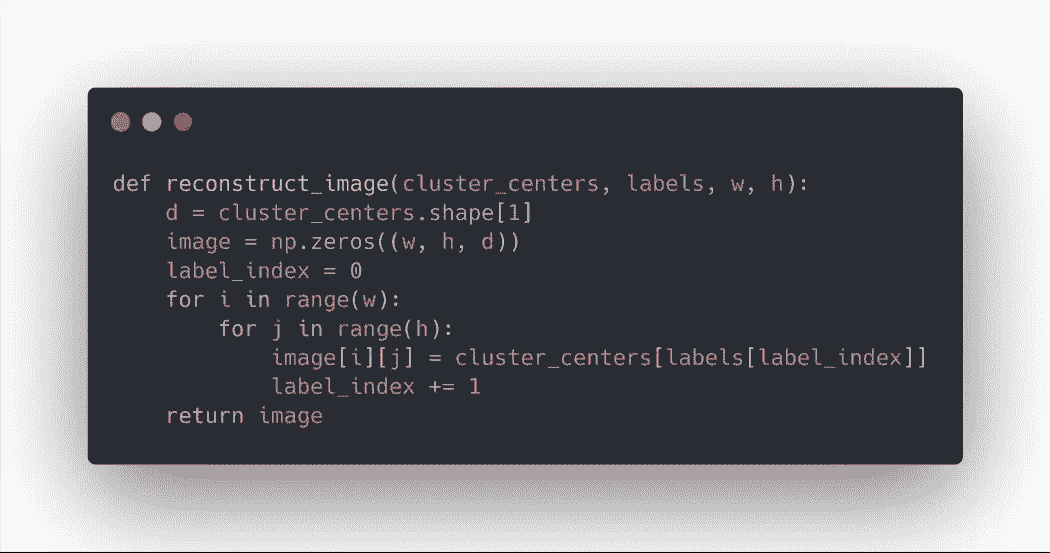 def reconstruct_image(cluster_centers, labels, w, h):
    d = cluster_centers.shape[1]
    image = np.zeros((w, h, d))
    label_index = 0
    for i in range(w):
        for j in range(h):
            image[i][j] = cluster_centers[labels[label_index]]
            label_index += 1
    return image